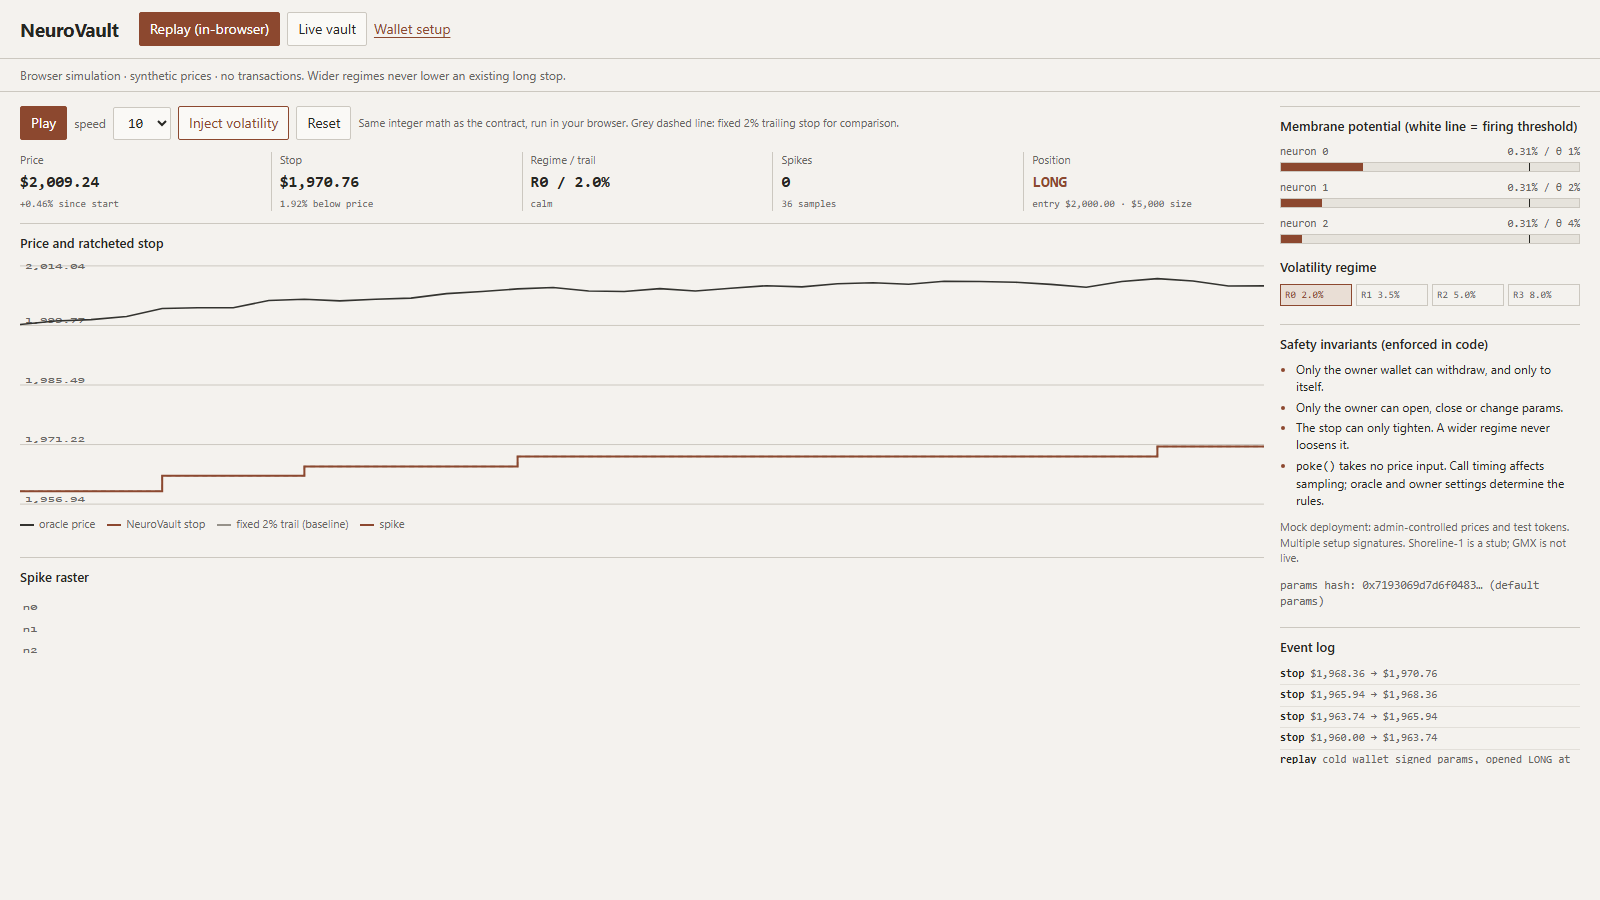 NeuroVault
Replay (in-browser)
Live vault
Wallet setup
Browser simulation · synthetic prices · no transactions. Wider regimes never lower an existing long stop.
Play
speed
10
Inject volatility
Reset
Same integer math as the contract, run in your browser. Grey dashed line: fixed 2% trailing stop for comparison.
Price
$2,009.24
+0.46% since start
Stop
$1,970.76
1.92% below price
Regime / trail
R0 / 2.0%
calm
Spikes
0
36 samples
Position
LONG
entry $2,000.00 · $5,000 size
Price and ratcheted stop
2,014.04
1,999.77
1,985.49
1,971.22
1,956.94
oracle price
NeuroVault stop
fixed 2% trail (baseline)
spike
Spike raster
n0
n1
n2
Membrane potential (white line = firing threshold)
neuron 0
0.31% / θ 1%
neuron 1
0.31% / θ 2%
neuron 2
0.31% / θ 4%
Volatility regime
R0 2.0%
R1 3.5%
R2 5.0%
R3 8.0%
Safety invariants (enforced in code)
• Only the owner wallet can withdraw, and only to
itself.
• Only the owner can open, close or change params.
• The stop can only tighten. A wider regime never
loosens it.
• poke() takes no price input. Call timing affects
sampling; oracle and owner settings determine the
rules.
Mock deployment: admin-controlled prices and test tokens.
Multiple setup signatures. Shoreline-1 is a stub; GMX is not
live.
params hash: 0x7193069d7d6f0483… (default
params)
Event log
stop $1,968.36 → $1,970.76
stop $1,965.94 → $1,968.36
stop $1,963.74 → $1,965.94
stop $1,960.00 → $1,963.74
replay cold wallet signed params, opened LONG at